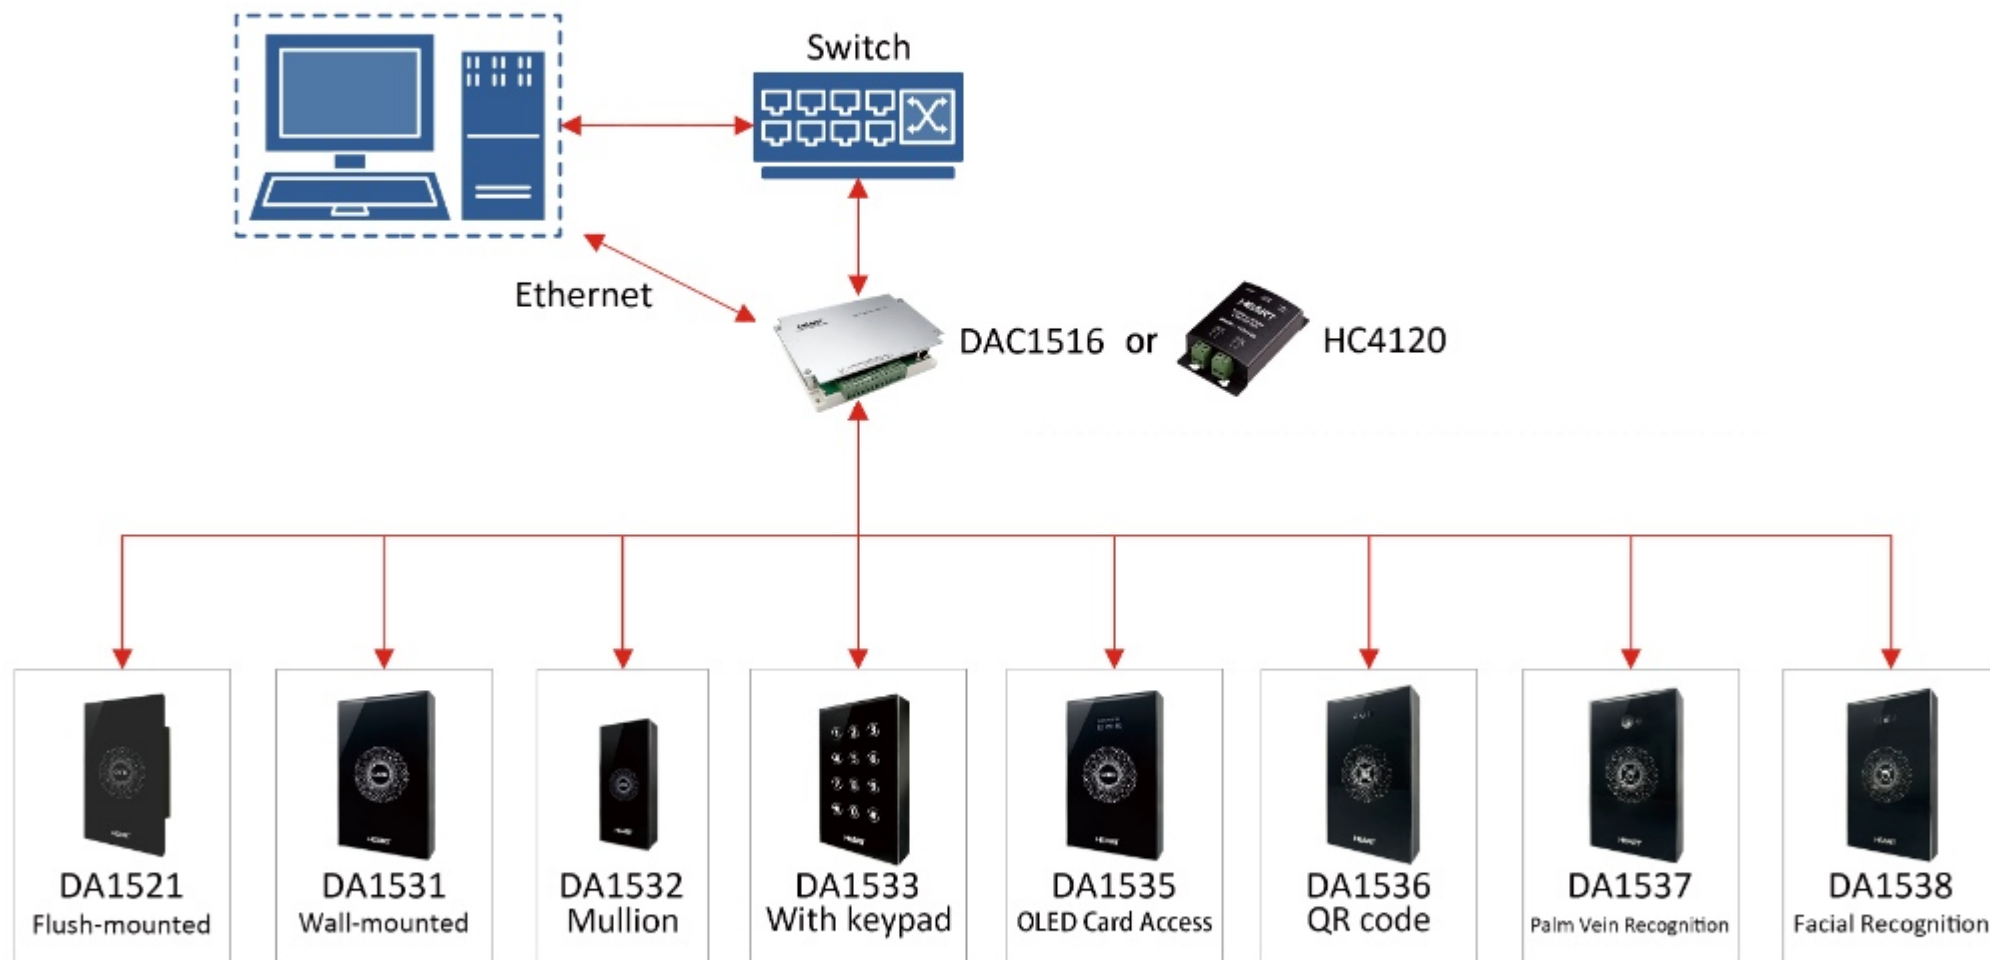 Switch
Ethernet
DAC1516 or
HC4120
DA1521
Flush-mounted
DA1531
Wall-mounted
DA1532
Mullion
DA1533
With keypad
DA1535
OLED Card Access
DA1536
QR code
DA1537
Palm Vein Recognition
DA1538
Facial Recognition